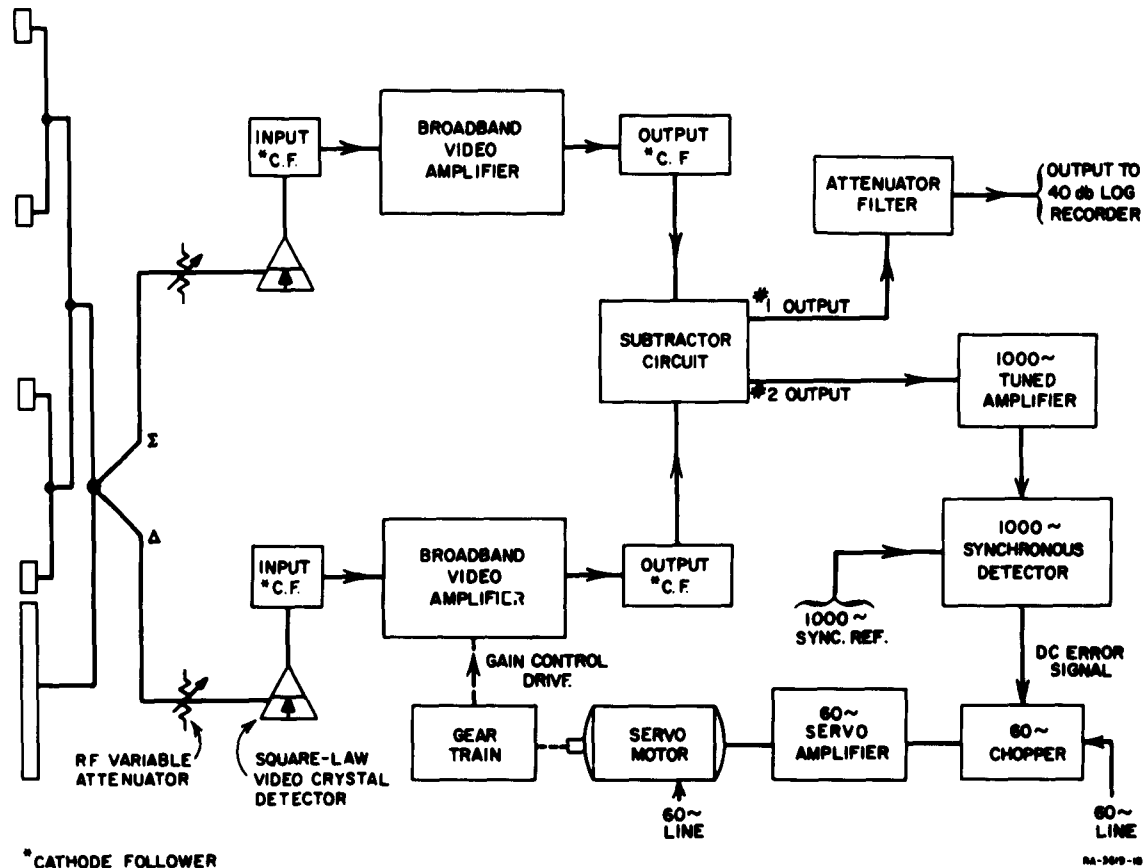 INPUT
*C.F.
BROADBAND
VIDEO
AMPLIFIER
OUTPUT
*C. F
ATTENUATOR
FILTER
OUTPUT TO
40 db LOG
RECORDER
#1 OUTPUT
SUBTRACTOR
CIRCUIT
#2 OUTPUT
1000~
TUNED
AMPLIFIER
Σ
Δ
INPUT
*C.F.
BROADBAND
VIDEO
AMPLIFIER
OUTPUT
*C.F.
1000~
SYNCHRONOUS
DETECTOR
1000~
SYNC. REF.
GAIN CONTROL
DRIVE
DC ERROR
SIGNAL
RF VARIABLE
ATTENUATOR
SQUARE-LAW
VIDEO CRYSTAL
DETECTOR
GEAR
TRAIN
SERVO
MOTOR
60~
SERVO
AMPLIFIER
60~
CHOPPER
60~
LINE
60~
LINE
*CATHODE FOLLOWER